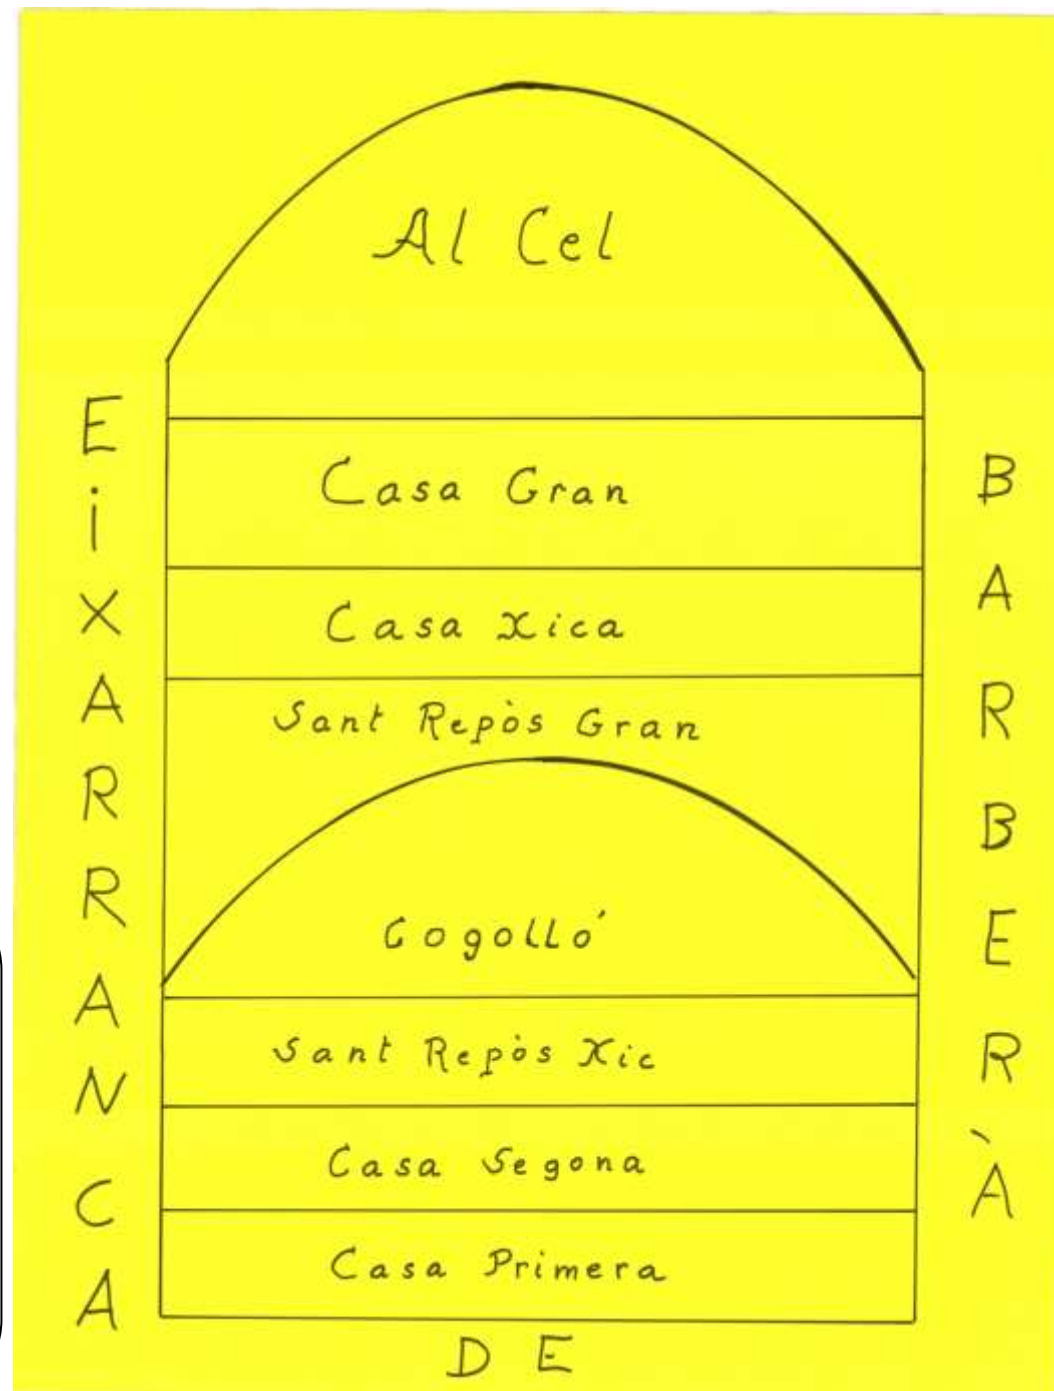 Al Cel
Casa Gran
Casa Xica
Sant Repòs Gran
Gogolló
Sant Repòs Xic
Casa Segona
Casa Primera
EiXARRANCA
DE
BARBERÀ